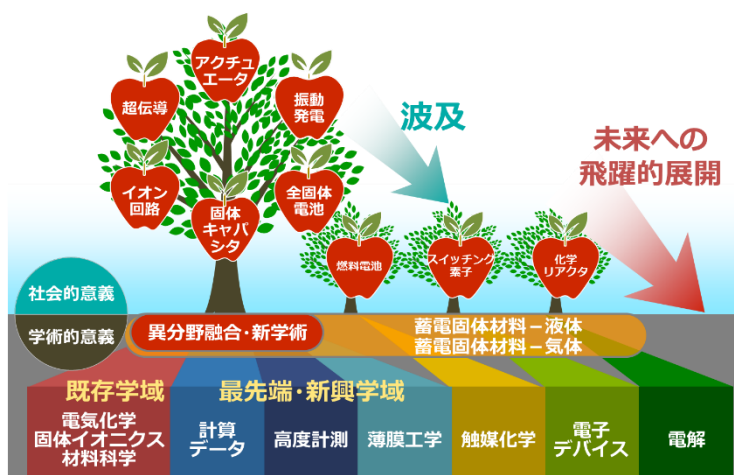 アクチュ
エータ
超伝導
振動
発電
イオン
回路
固体
キャパ
シタ
全固体
電池
波及
未来への
飛躍的展開
燃料電池
スイッチング
素子
化学
リアクタ
社会的意義
学術的意義
異分野融合・新学術
蓄電固体材料－液体
蓄電固体材料－気体
既存学域
最先端・新興学域
電気化学
固体イオニクス
材料科学
計算
データ
高度計測
薄膜工学
触媒化学
電子
デバイス
電解